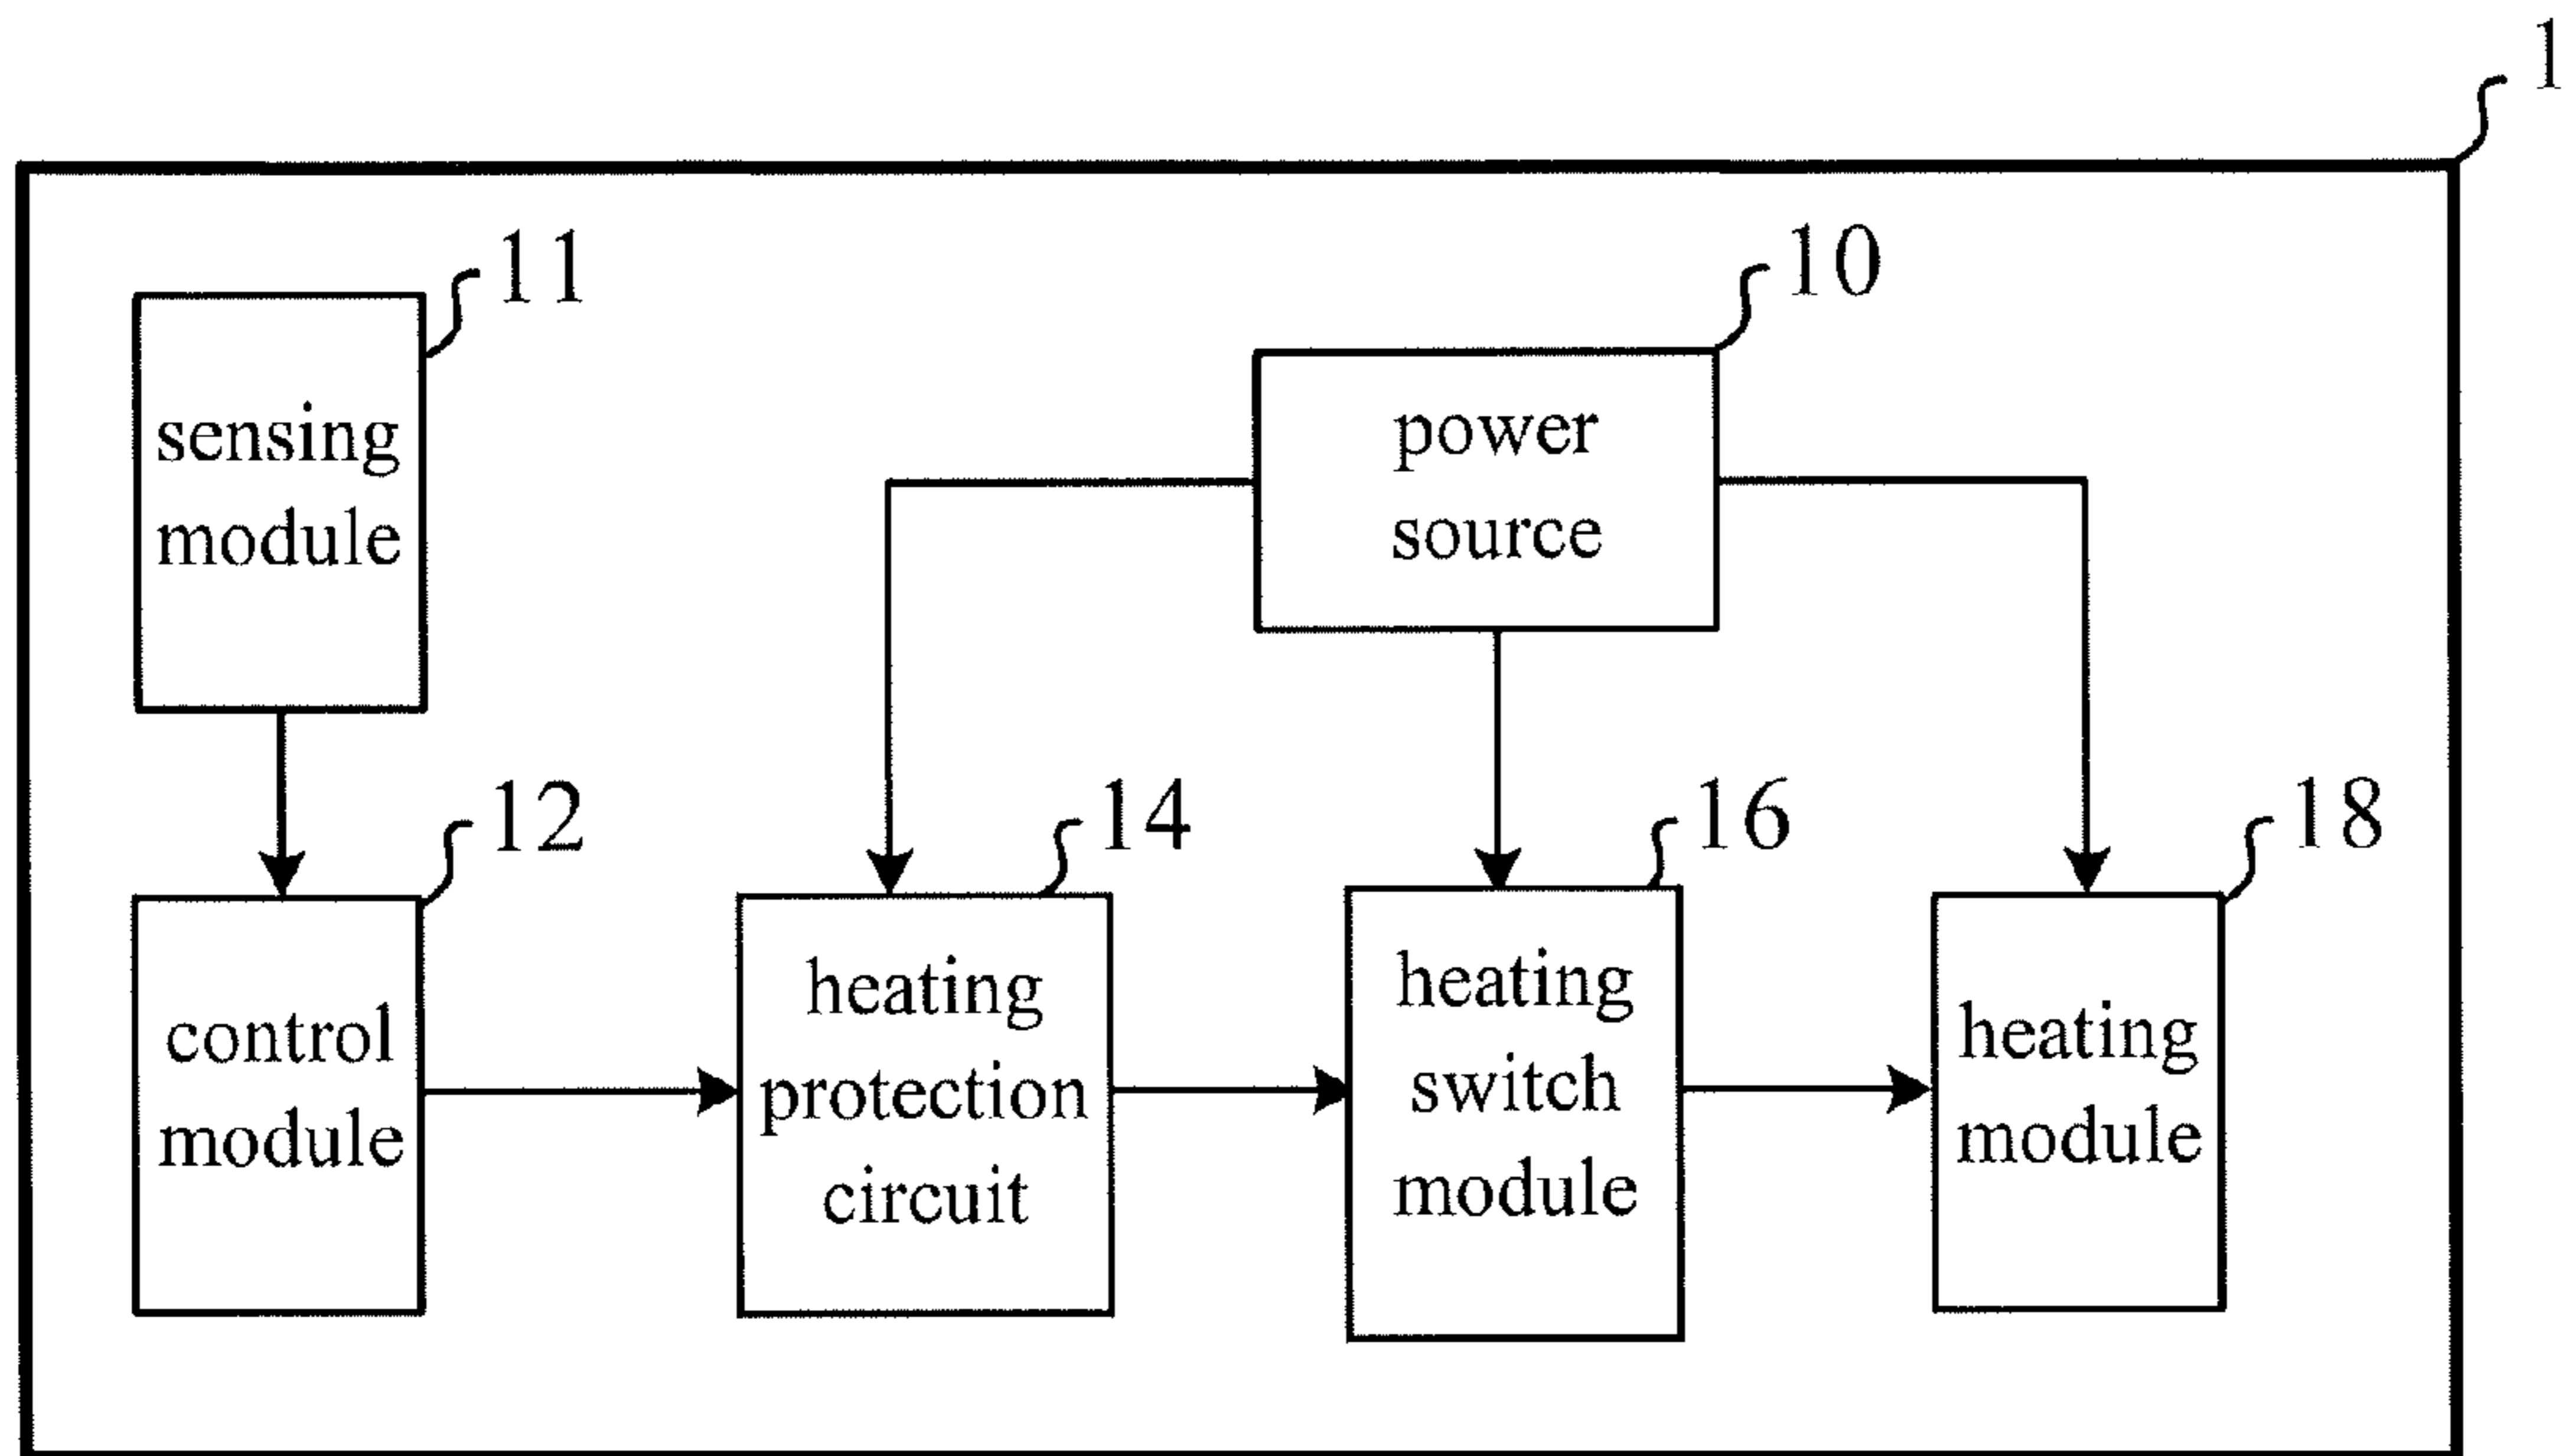 1
11
sensing
module
10
power
source
12
control
module
14
heating
protection
circuit
16
heating
switch
module
18
heating
module